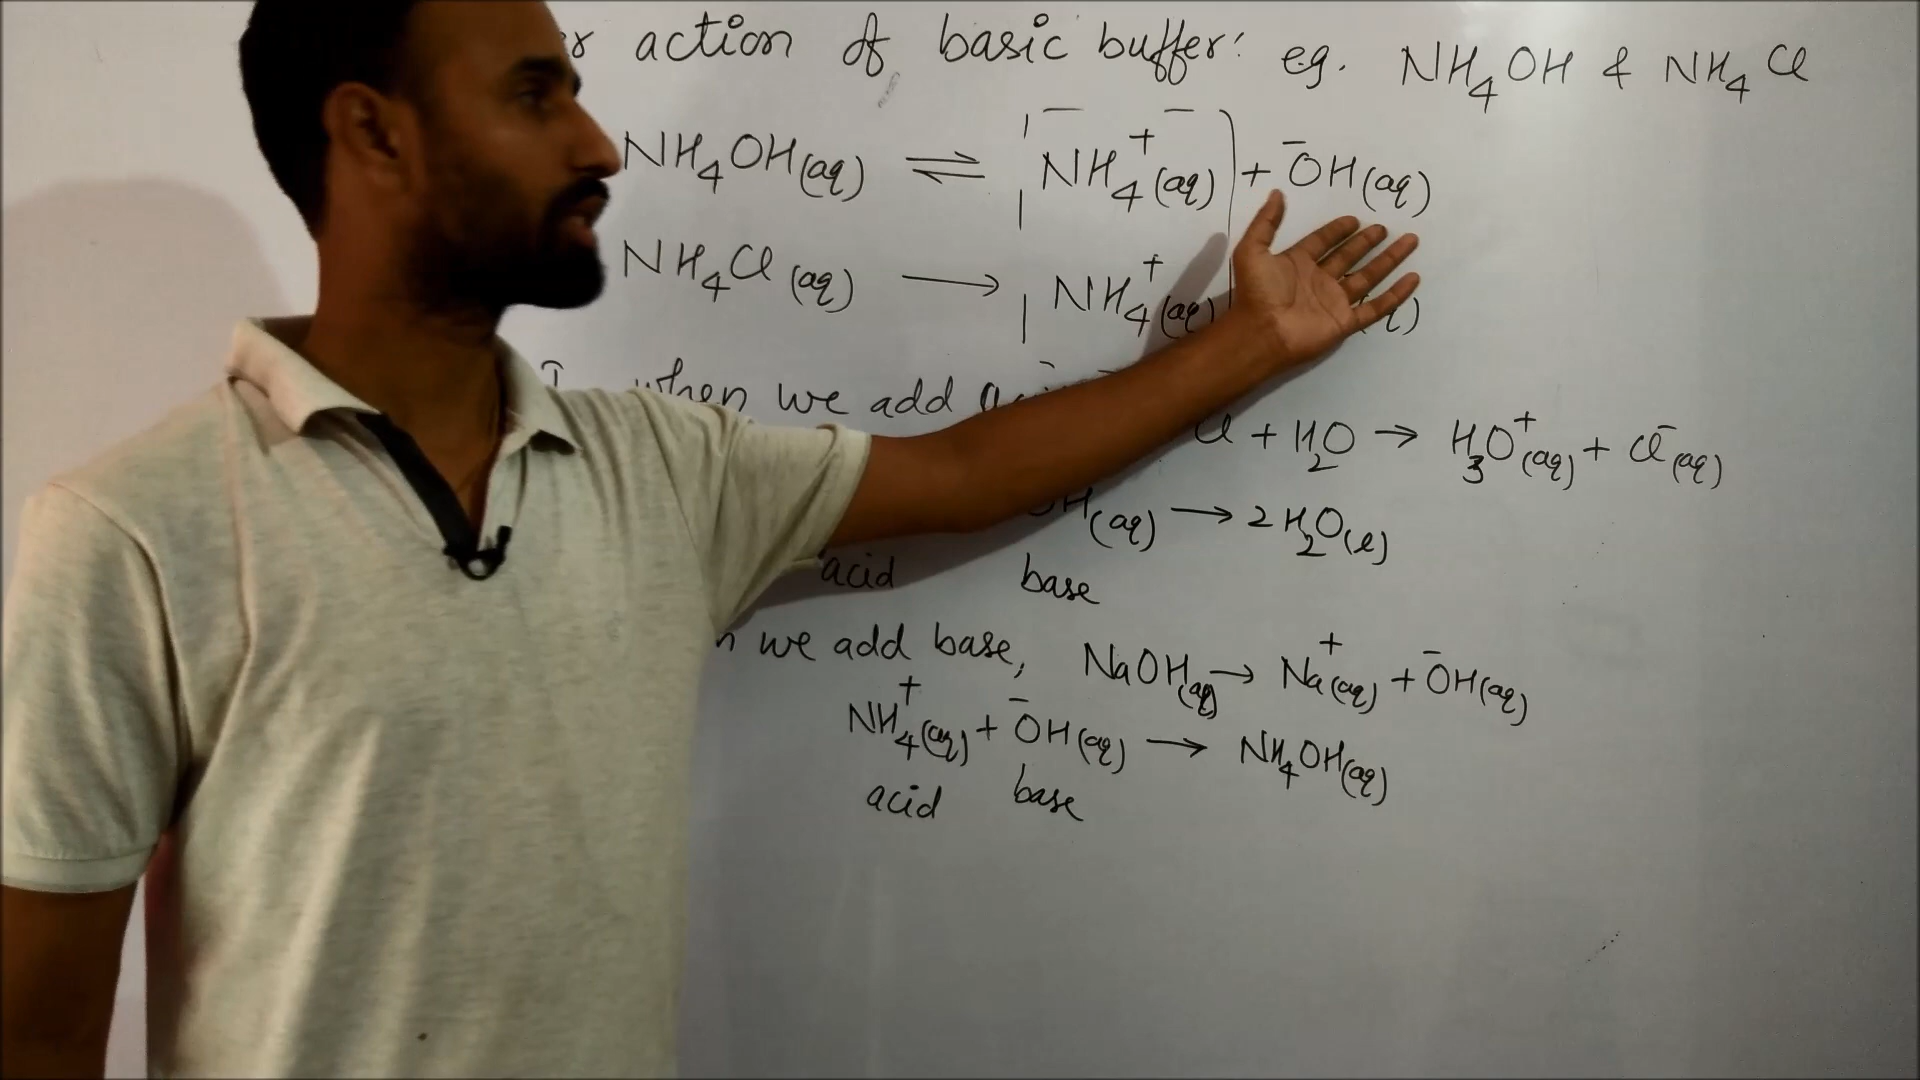 action of basic buffer: eg. NH₄OH & NH₄Cl
NH₄OH(aq) ⇌ NH₄⁺(aq) + ⁻OH(aq)
NH₄Cl(aq) → NH₄⁺(aq)
when we add
Cl + H₂O → H₃O⁺(aq) + Cl⁻(aq)
OH(aq) → 2H₂O(l)
acid base
we add base, NaOH(aq) → Na⁺(aq) + ⁻OH(aq)
NH₄⁺(aq) + ⁻OH(aq) → NH₄OH(aq)
acid base